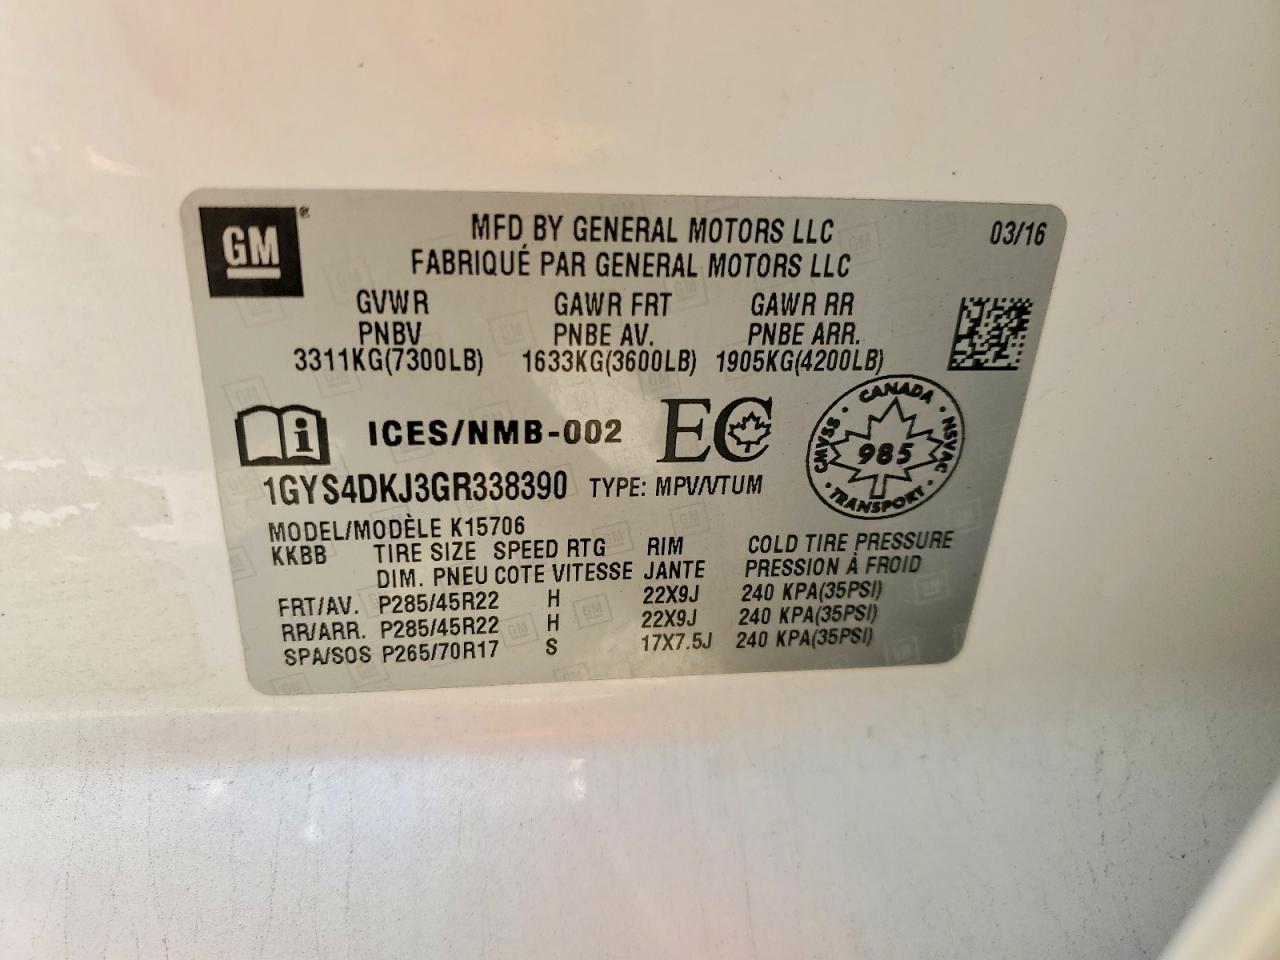 GM®
MFD BY GENERAL MOTORS LLC
03/16
FABRIQUÉ PAR GENERAL MOTORS LLC
GVWR GAWR FRT GAWR RR
PNBV PNBE AV. PNBE ARR.
3311KG(7300LB) 1633KG(3600LB) 1905KG(4200LB)
i ICES/NMB-002 EC
CANADA
CMVSS 985 NSVAC
TRANSPORT
1GYS4DKJ3GR338390 TYPE: MPV/VTUM
MODEL/MODÈLE K15706
KKBB TIRE SIZE SPEED RTG RIM COLD TIRE PRESSURE
DIM. PNEU COTE VITESSE JANTE PRESSION À FROID
FRT/AV. P285/45R22 H 22X9J 240 KPA(35PSI)
RR/ARR. P285/45R22 H 22X9J 240 KPA(35PSI)
SPA/SOS P265/70R17 S 17X7.5J 240 KPA(35PSI)